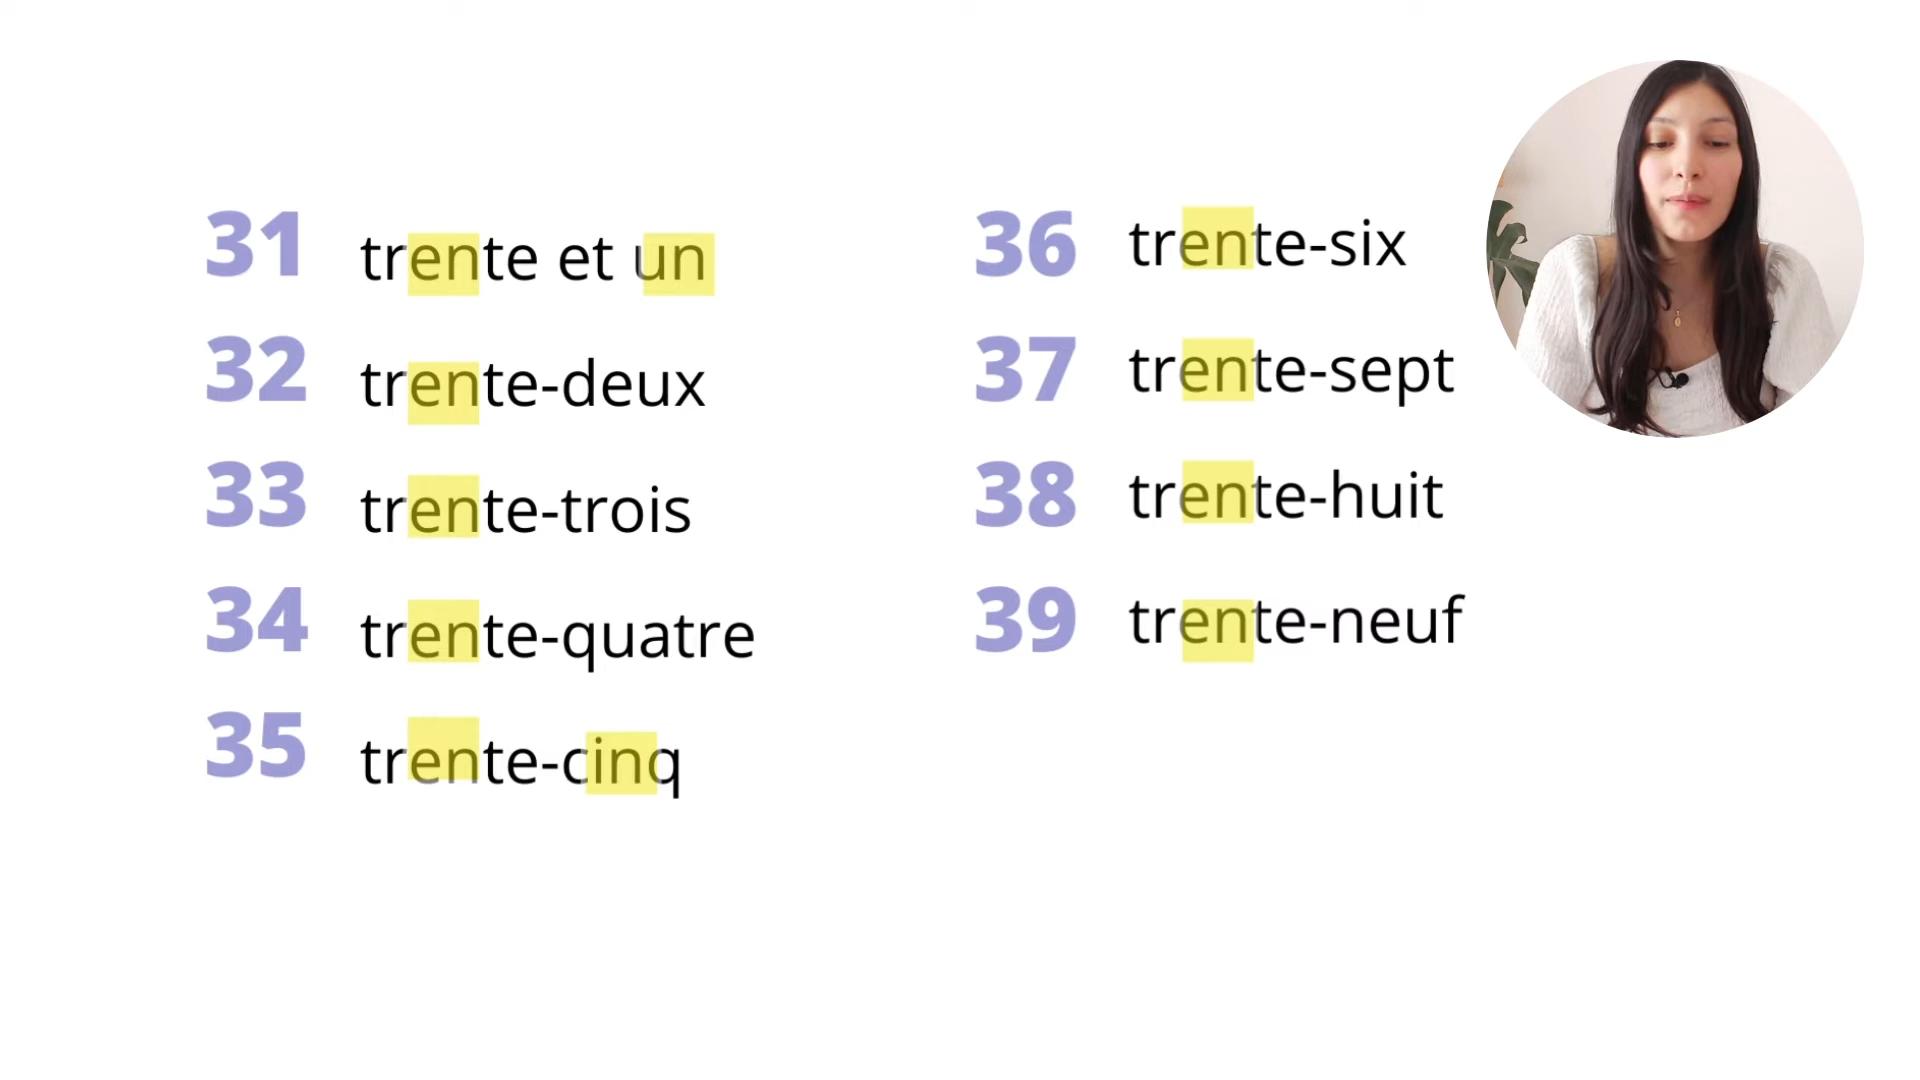 31 trente et un
32 trente-deux
33 trente-trois
34 trente-quatre
35 trente-cinq
36 trente-six
37 trente-sept
38 trente-huit
39 trente-neuf